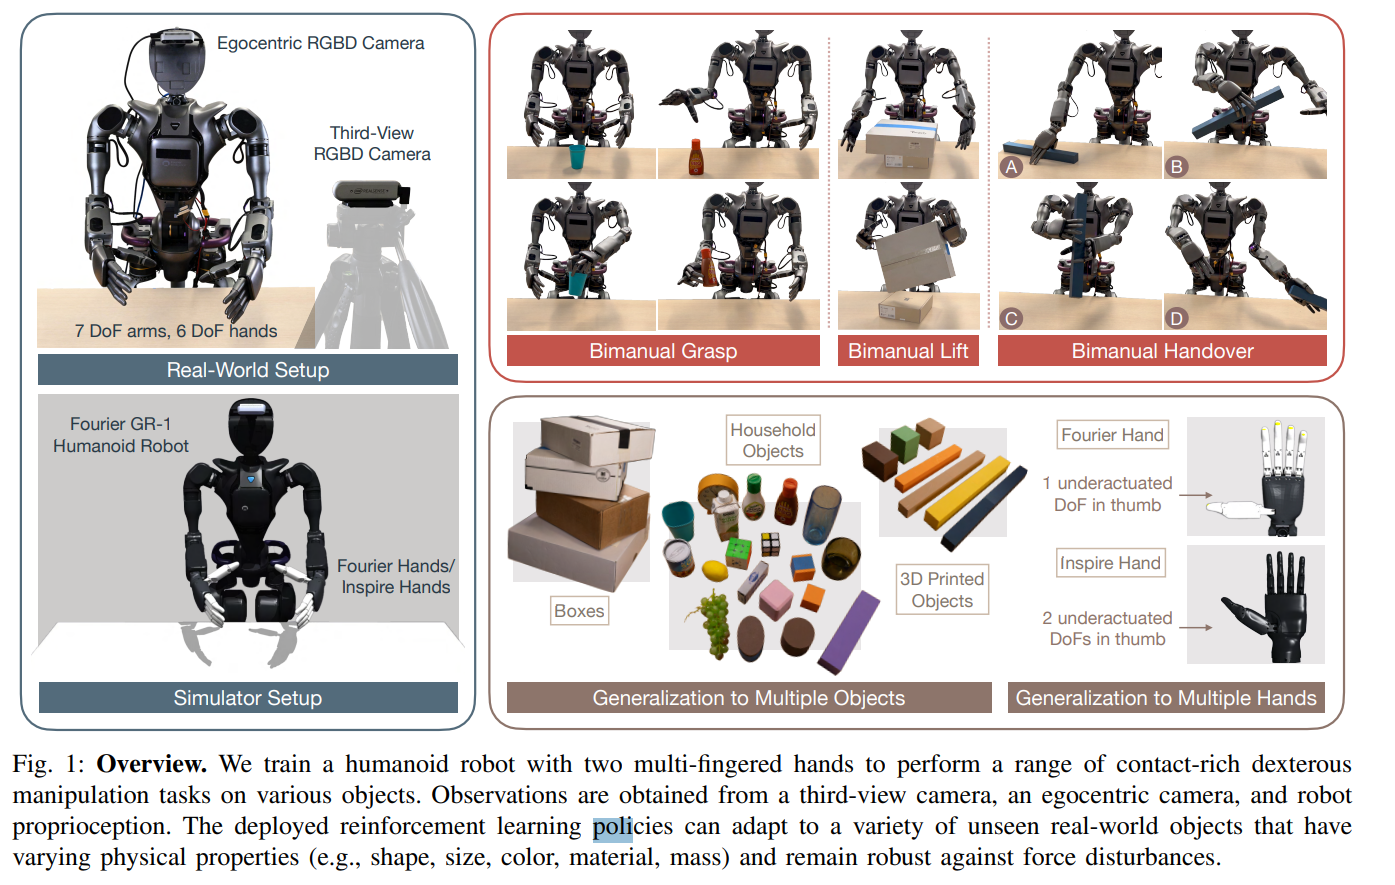 Egocentric RGBD Camera
Third-View
RGBD Camera
7 DoF arms, 6 DoF hands
Real-World Setup
Fourier GR-1
Humanoid Robot
Fourier Hands/
Inspire Hands
Simulator Setup
A
B
C
D
Bimanual Grasp
Bimanual Lift
Bimanual Handover
Boxes
Household
Objects
3D Printed
Objects
Generalization to Multiple Objects
Fourier Hand
1 underactuated
DoF in thumb
Inspire Hand
2 underactuated
DoFs in thumb
Generalization to Multiple Hands
Fig. 1: Overview. We train a humanoid robot with two multi-fingered hands to perform a range of contact-rich dexterous
manipulation tasks on various objects. Observations are obtained from a third-view camera, an egocentric camera, and robot
proprioception. The deployed reinforcement learning policies can adapt to a variety of unseen real-world objects that have
varying physical properties (e.g., shape, size, color, material, mass) and remain robust against force disturbances.